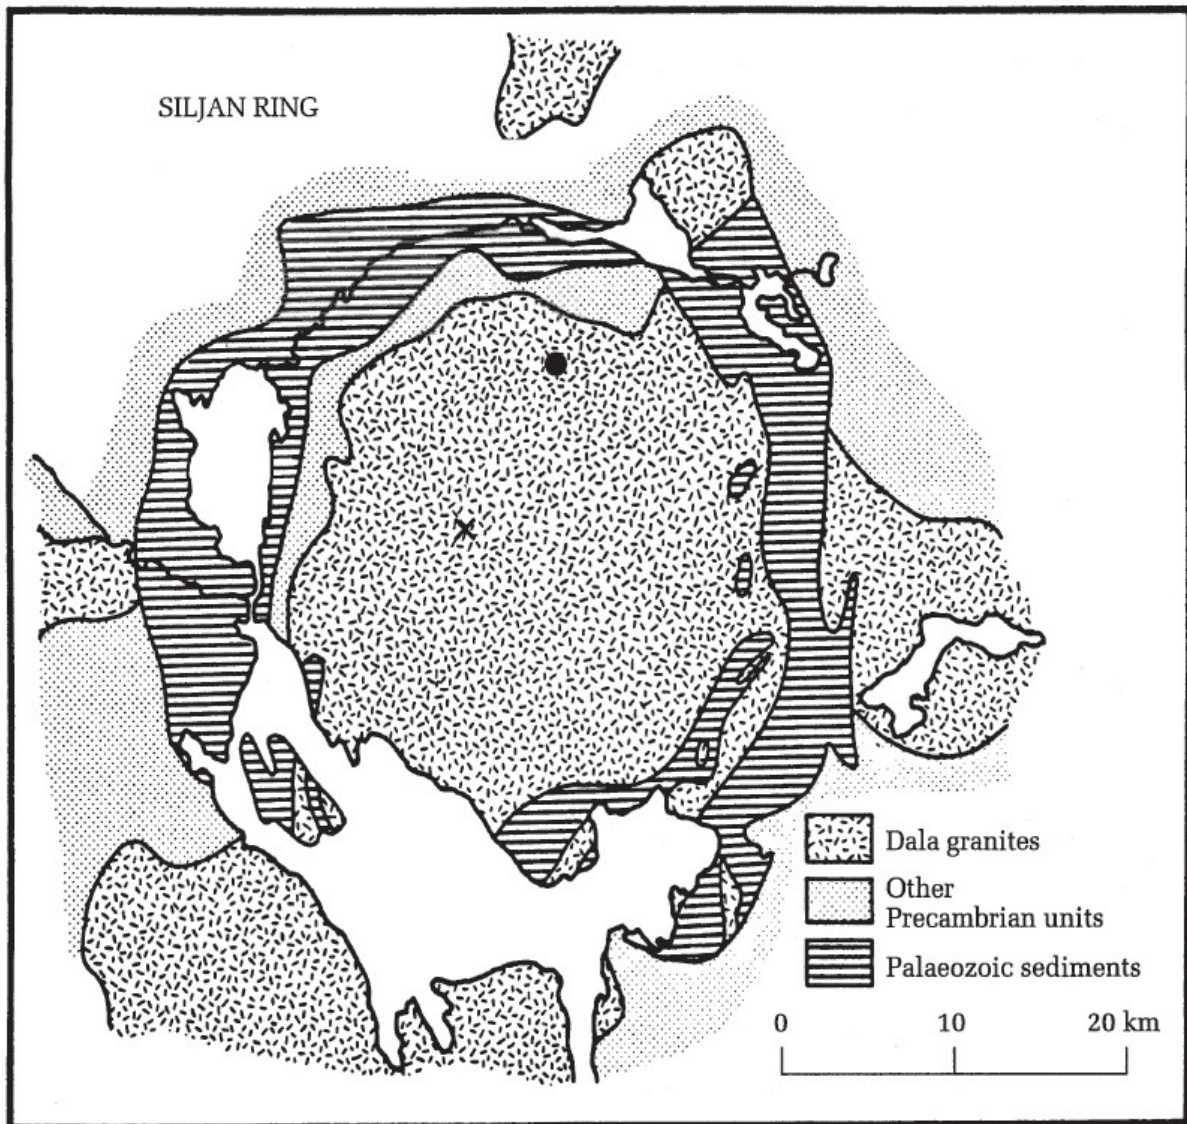 SILJAN RING
Dala granites
Other
Precambrian units
Palaeozoic sediments
0 10 20 km